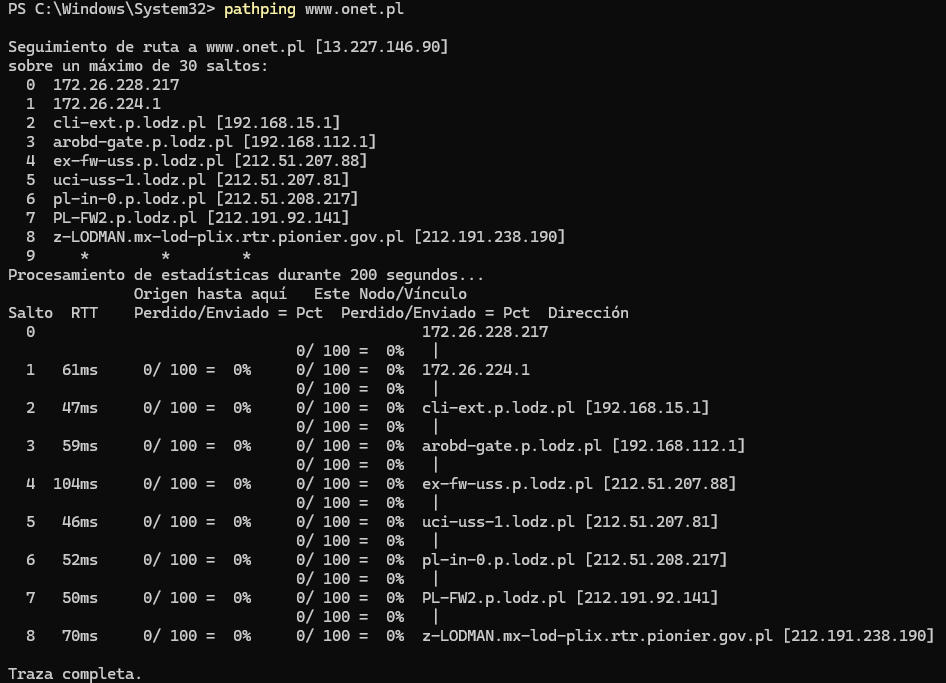 PS C:\Windows\System32> pathping www.onet.pl
Seguimiento de ruta a www.onet.pl [13.227.146.90]
sobre un máximo de 30 saltos:
  0  172.26.228.217
  1  172.26.224.1
  2  cli-ext.p.lodz.pl [192.168.15.1]
  3  arobd-gate.p.lodz.pl [192.168.112.1]
  4  ex-fw-uss.p.lodz.pl [212.51.207.88]
  5  uci-uss-1.lodz.pl [212.51.207.81]
  6  pl-in-0.p.lodz.pl [212.51.208.217]
  7  PL-FW2.p.lodz.pl [212.191.92.141]
  8  z-LODMAN.mx-lod-plix.rtr.pionier.gov.pl [212.191.238.190]
  9     *        *        *
Procesamiento de estadísticas durante 200 segundos...
              Origen hasta aquí   Este Nodo/Vínculo
Salto  RTT    Perdido/Enviado = Pct  Perdido/Enviado = Pct  Dirección
  0                                           172.26.228.217
                                0/ 100 =  0%   |
  1   61ms     0/ 100 =  0%     0/ 100 =  0%  172.26.224.1
                                0/ 100 =  0%   |
  2   47ms     0/ 100 =  0%     0/ 100 =  0%  cli-ext.p.lodz.pl [192.168.15.1]
                                0/ 100 =  0%   |
  3   59ms     0/ 100 =  0%     0/ 100 =  0%  arobd-gate.p.lodz.pl [192.168.112.1]
                                0/ 100 =  0%   |
  4  104ms     0/ 100 =  0%     0/ 100 =  0%  ex-fw-uss.p.lodz.pl [212.51.207.88]
                                0/ 100 =  0%   |
  5   46ms     0/ 100 =  0%     0/ 100 =  0%  uci-uss-1.lodz.pl [212.51.207.81]
                                0/ 100 =  0%   |
  6   52ms     0/ 100 =  0%     0/ 100 =  0%  pl-in-0.p.lodz.pl [212.51.208.217]
                                0/ 100 =  0%   |
  7   50ms     0/ 100 =  0%     0/ 100 =  0%  PL-FW2.p.lodz.pl [212.191.92.141]
                                0/ 100 =  0%   |
  8   70ms     0/ 100 =  0%     0/ 100 =  0%  z-LODMAN.mx-lod-plix.rtr.pionier.gov.pl [212.191.238.190]
Traza completa.